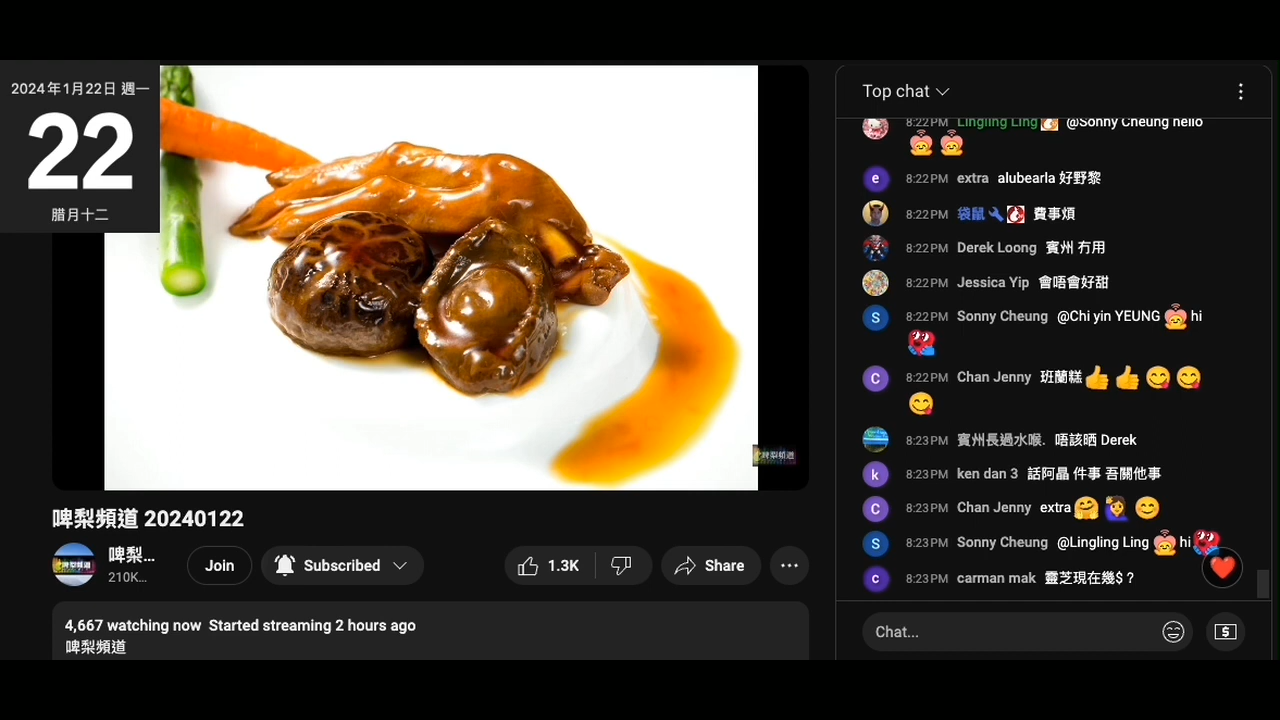 2024年1月22日 週一
22
腊月十二
啤梨頻道
啤梨頻道 20240122
啤梨...
210K...
Join
Subscribed
1.3K
Share
4,667 watching now Started streaming 2 hours ago
啤梨頻道
Top chat
8:22 PM Lingling Ling @Sonny Cheung hello
8:22 PM extra alubearla 好野黎
8:22 PM 袋鼠 費事煩
8:22 PM Derek Loong 賓州 冇用
8:22 PM Jessica Yip 會唔會好甜
8:22 PM Sonny Cheung @Chi yin YEUNG hi
8:22 PM Chan Jenny 班蘭糕
8:23 PM 賓州長過水喉. 唔該晒 Derek
8:23 PM ken dan 3 話阿晶 件事 吾關他事
8:23 PM Chan Jenny extra
8:23 PM Sonny Cheung @Lingling Ling hi
8:23 PM carman mak 靈芝現在幾$ ?
Chat...